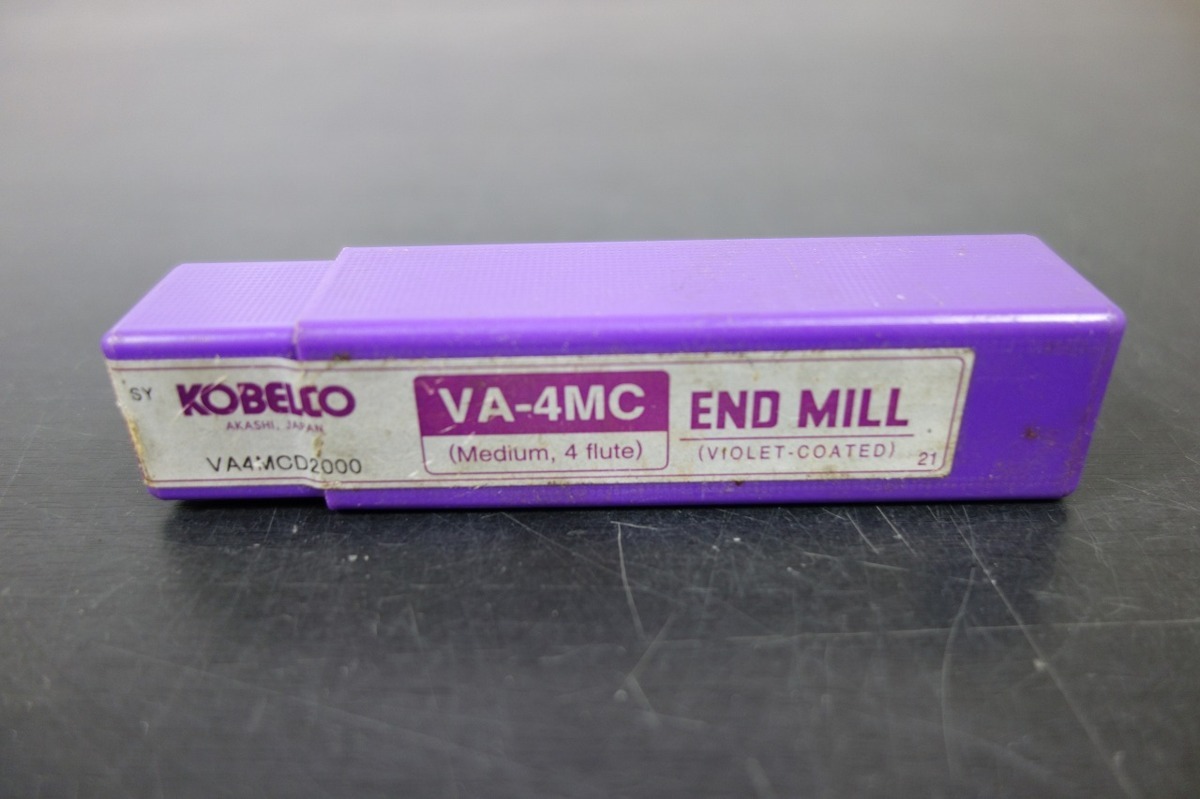 SY
KOBELCO
AKASHI, JAPAN
VA4MCD2000
VA-4MC
(Medium, 4 flute)
END MILL
(VIOLET-COATED)
21